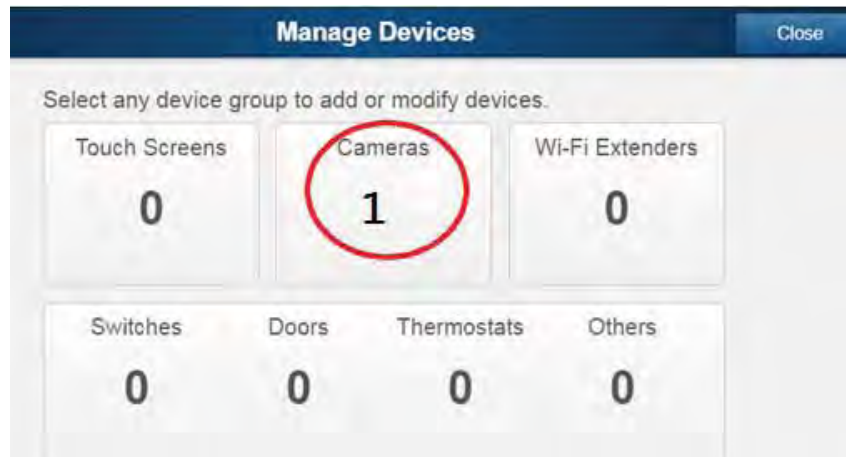 Manage Devices Close
Select any device group to add or modify devices.
Touch Screens Cameras Wi-Fi Extenders
0 1 0
Switches Doors Thermostats Others
0 0 0 0